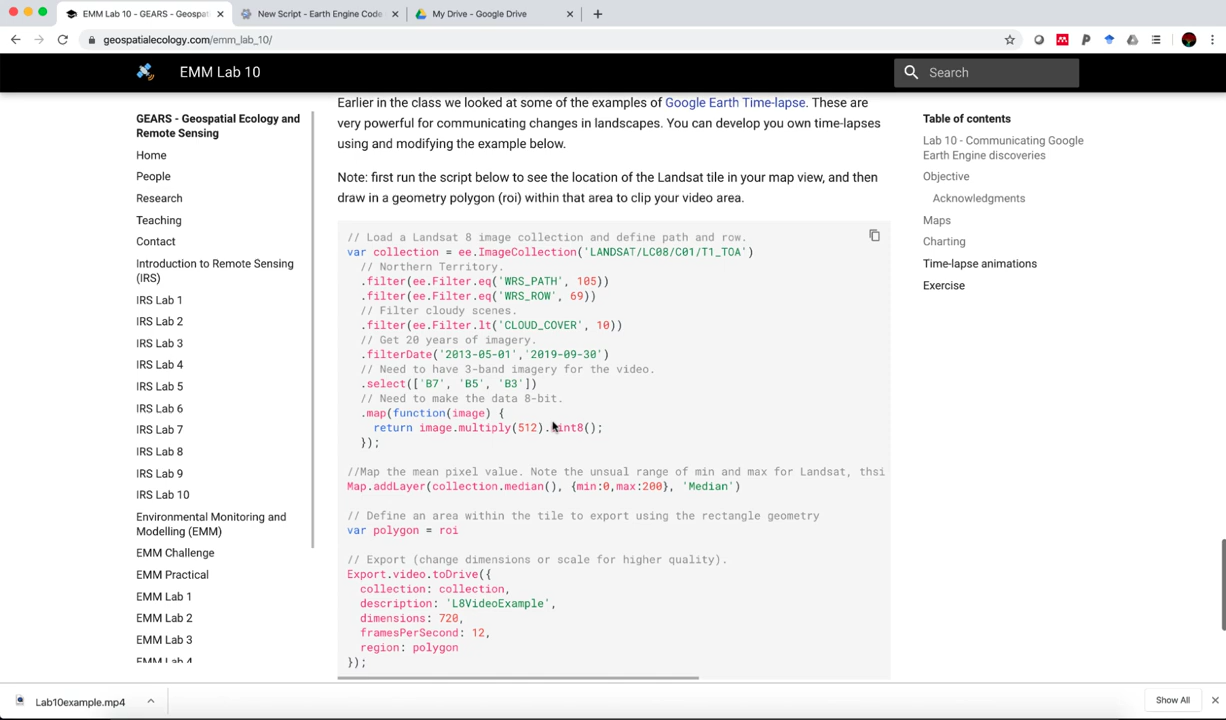 EMM Lab 10 - GEARS - Geospat
New Script - Earth Engine Code
My Drive - Google Drive
geospatialecology.com/emm_lab_10/
EMM Lab 10
Search
GEARS - Geospatial Ecology and
Remote Sensing
Home
People
Research
Teaching
Contact
Introduction to Remote Sensing
(IRS)
IRS Lab 1
IRS Lab 2
IRS Lab 3
IRS Lab 4
IRS Lab 5
IRS Lab 6
IRS Lab 7
IRS Lab 8
IRS Lab 9
IRS Lab 10
Environmental Monitoring and
Modelling (EMM)
EMM Challenge
EMM Practical
EMM Lab 1
EMM Lab 2
EMM Lab 3
EMM Lab 4
Earlier in the class we looked at some of the examples of Google Earth Time-lapse. These are
very powerful for communicating changes in landscapes. You can develop you own time-lapses
using and modifying the example below.
Note: first run the script below to see the location of the Landsat tile in your map view, and then
draw in a geometry polygon (roi) within that area to clip your video area.
// Load a Landsat 8 image collection and define path and row.
var collection = ee.ImageCollection('LANDSAT/LC08/C01/T1_TOA')
// Northern Territory.
.filter(ee.Filter.eq('WRS_PATH', 105))
.filter(ee.Filter.eq('WRS_ROW', 69))
// Filter cloudy scenes.
.filter(ee.Filter.lt('CLOUD_COVER', 10))
// Get 20 years of imagery.
.filterDate('2013-05-01','2019-09-30')
// Need to have 3-band imagery for the video.
.select(['B7', 'B5', 'B3'])
// Need to make the data 8-bit.
.map(function(image) {
return image.multiply(512).uint8();
});
//Map the mean pixel value. Note the unsual range of min and max for Landsat, thsi
Map.addLayer(collection.median(), {min:0,max:200}, 'Median')
// Define an area within the tile to export using the rectangle geometry
var polygon = roi
// Export (change dimensions or scale for higher quality).
Export.video.toDrive({
collection: collection,
description: 'L8VideoExample',
dimensions: 720,
framesPerSecond: 12,
region: polygon
});
Table of contents
Lab 10 - Communicating Google
Earth Engine discoveries
Objective
Acknowledgments
Maps
Charting
Time-lapse animations
Exercise
Lab10example.mp4
Show All